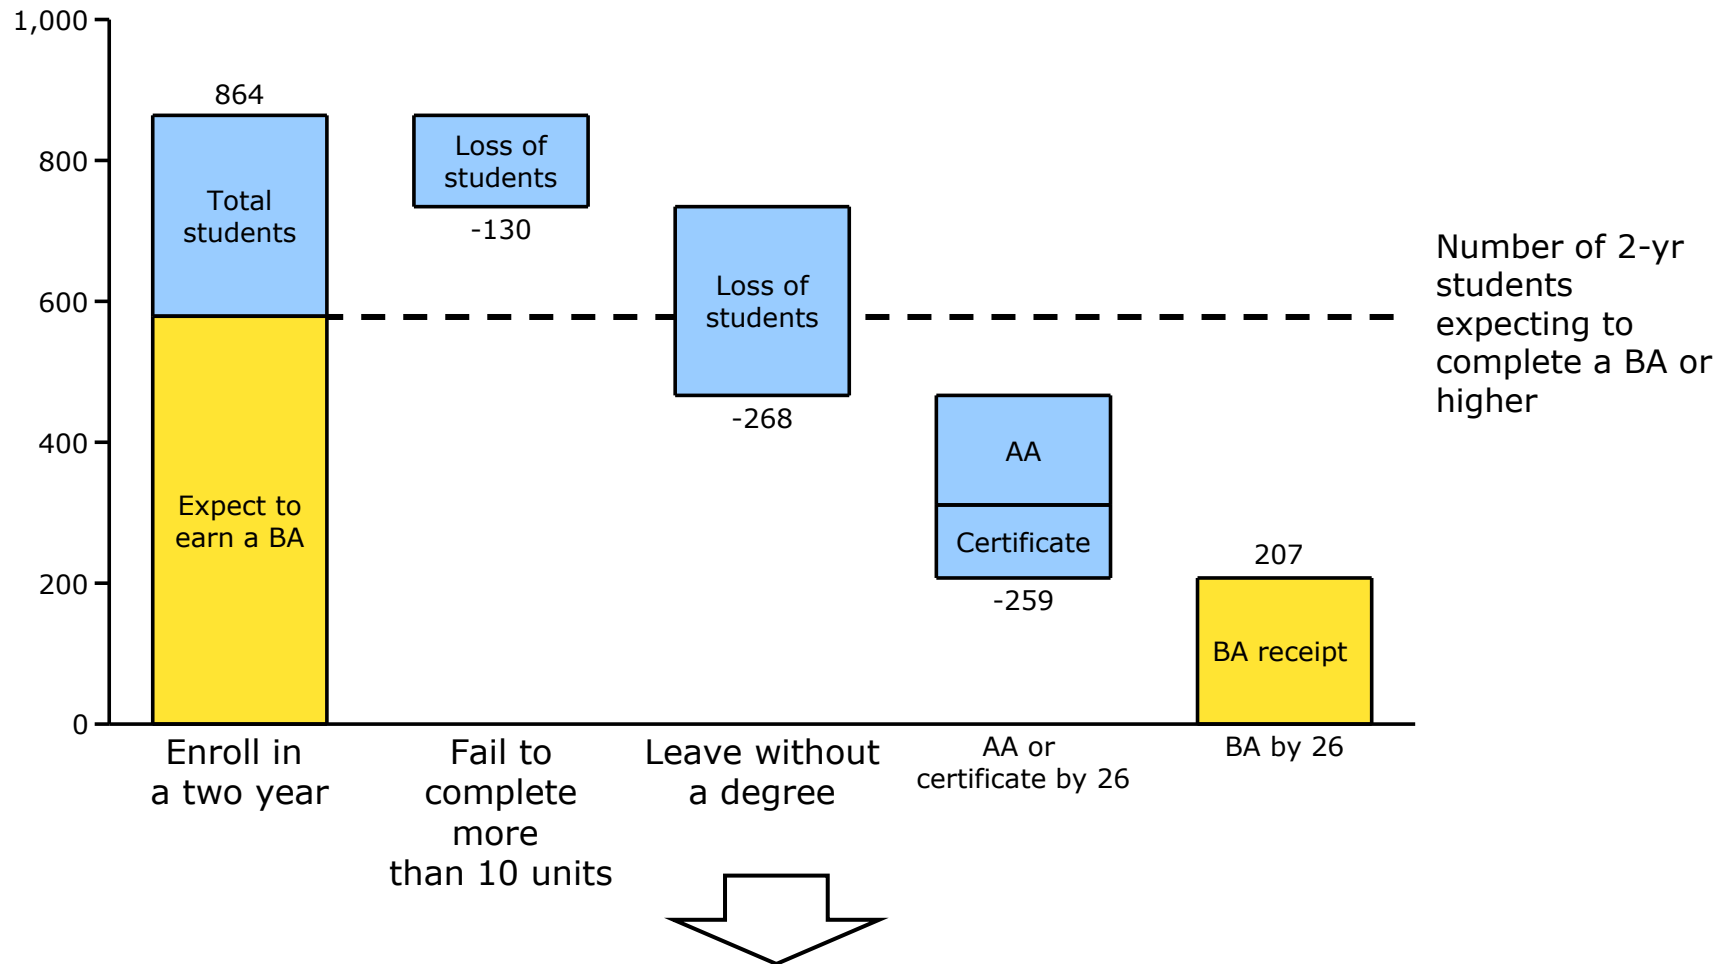 1,000
800
600
400
200
0
864
Total
students
Expect to
earn a BA
Loss of
students
-130
Loss of
students
-268
AA
Certificate
-259
207
BA receipt
Number of 2-yr
students
expecting to
complete a BA or
higher
Enroll in
a two year
Fail to
complete
more
than 10 units
Leave without
a degree
AA or
certificate by 26
BA by 26